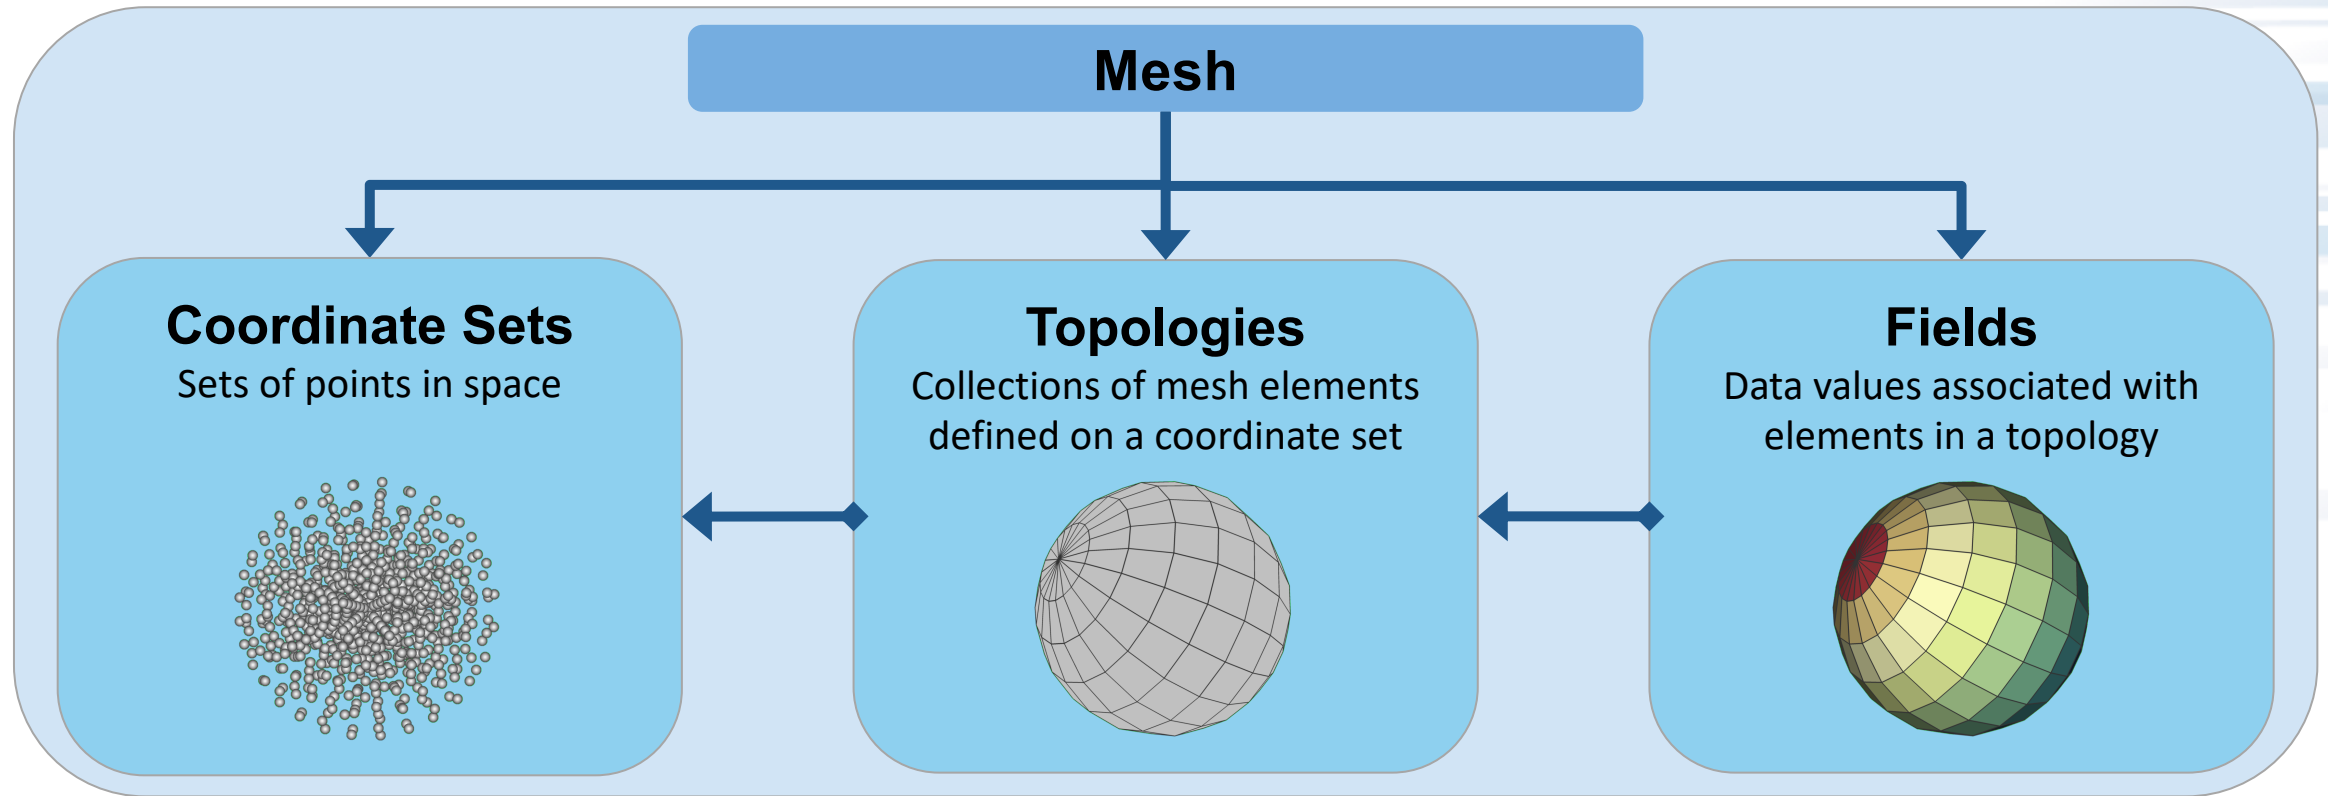 Mesh
Coordinate Sets
Sets of points in space
Topologies
Collections of mesh elements
defined on a coordinate set
Fields
Data values associated with
elements in a topology